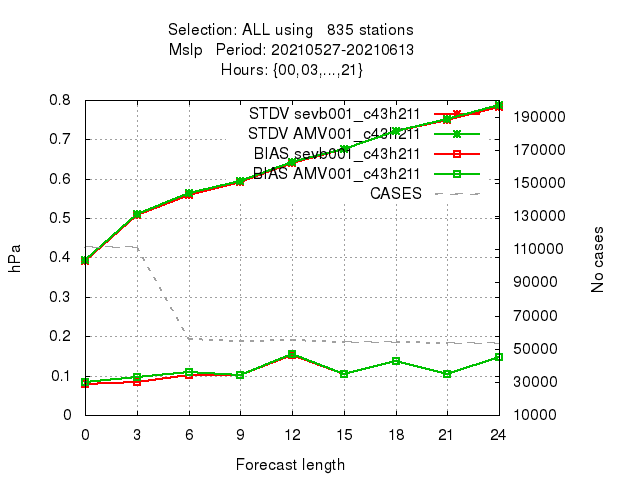 Selection: ALL using 835 stations
Mslp Period: 20210527-20210613
Hours: {00,03,...,21}
STDV sevb001_c43h211
STDV AMV001_c43h211
BIAS sevb001_c43h211
BIAS AMV001_c43h211
CASES
hPa
0.8
0.7
0.6
0.5
0.4
0.3
0.2
0.1
0
190000
170000
150000
130000
110000
90000
70000
50000
30000
10000
No cases
0 3 6 9 12 15 18 21 24
Forecast length